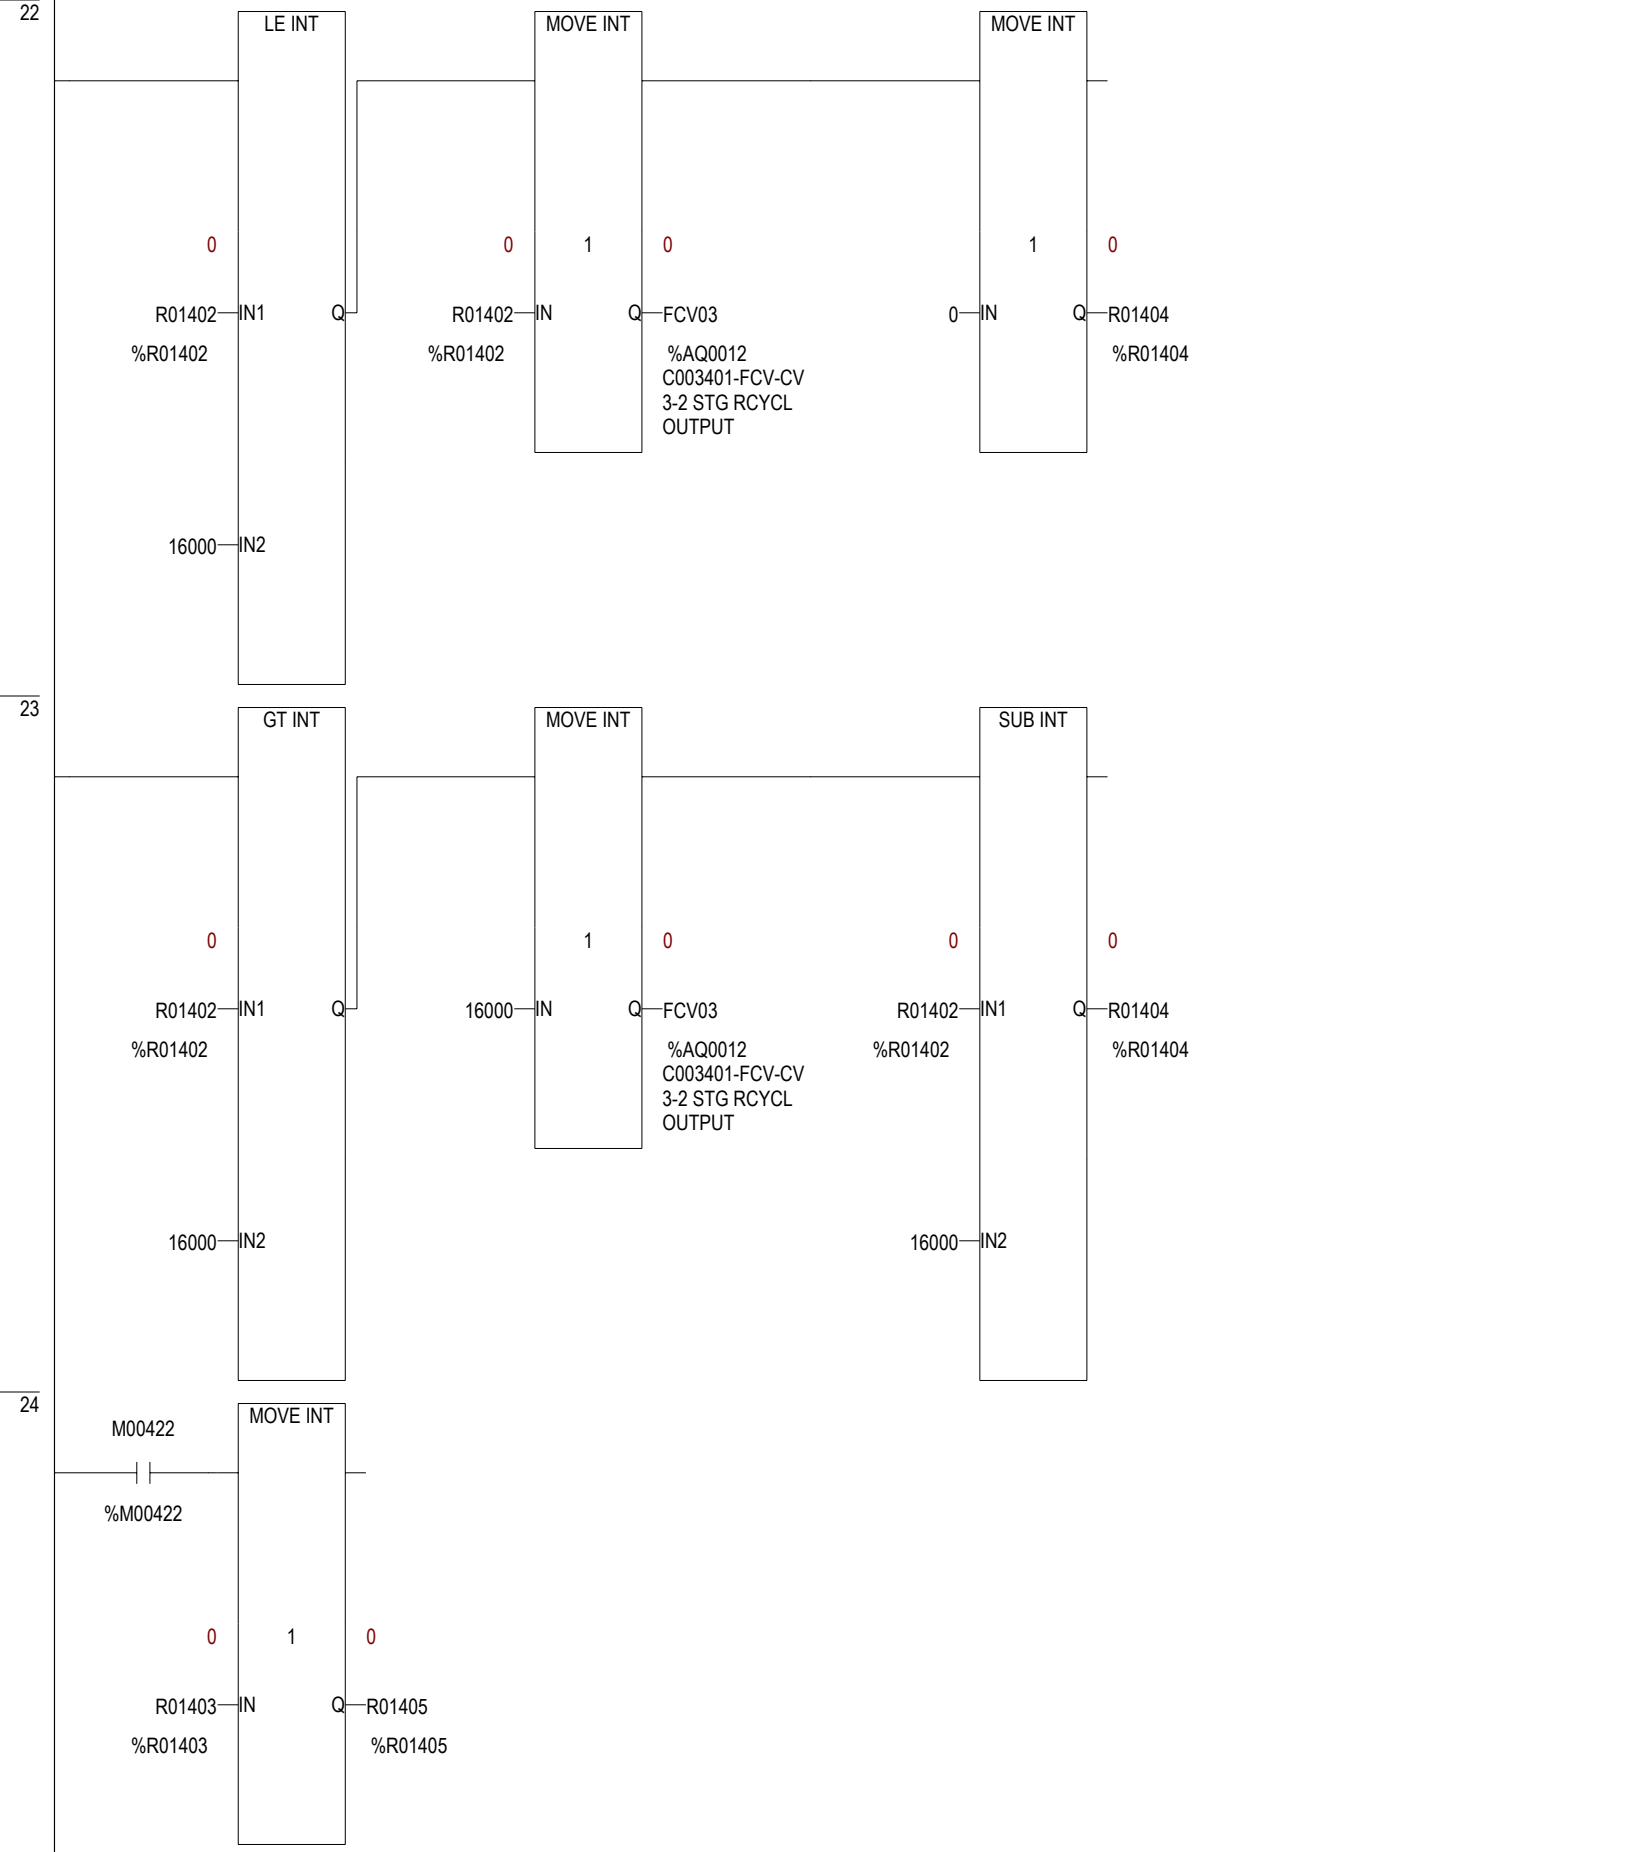 22
LE INT
MOVE INT
MOVE INT
0
0
1
0
1
0
R01402
IN1
Q
R01402
IN
Q
FCV03
0
IN
Q
R01404
%R01402
%R01402
%AQ0012
%R01404
C003401-FCV-CV
3-2 STG RCYCL
OUTPUT
16000
IN2
23
GT INT
MOVE INT
SUB INT
0
1
0
0
0
R01402
IN1
Q
16000
IN
Q
FCV03
R01402
IN1
Q
R01404
%R01402
%AQ0012
%R01402
%R01404
C003401-FCV-CV
3-2 STG RCYCL
OUTPUT
16000
IN2
16000
IN2
24
MOVE INT
M00422
%M00422
0
1
0
R01403
IN
Q
R01405
%R01403
%R01405